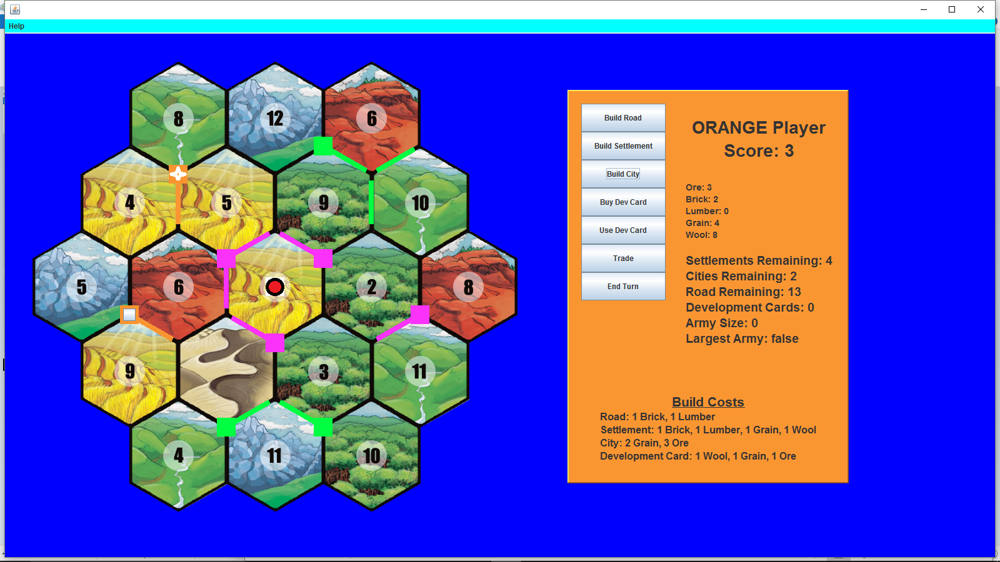 Help
8
12
6
4
5
9
10
5
6
2
8
9
3
11
4
11
10
Build Road
Build Settlement
Build City
Buy Dev Card
Use Dev Card
Trade
End Turn
ORANGE Player
Score: 3
Ore: 3
Brick: 2
Lumber: 0
Grain: 4
Wool: 8
Settlements Remaining: 4
Cities Remaining: 2
Road Remaining: 13
Development Cards: 0
Army Size: 0
Largest Army: false
Build Costs
Road: 1 Brick, 1 Lumber
Settlement: 1 Brick, 1 Lumber, 1 Grain, 1 Wool
City: 2 Grain, 3 Ore
Development Card: 1 Wool, 1 Grain, 1 Ore